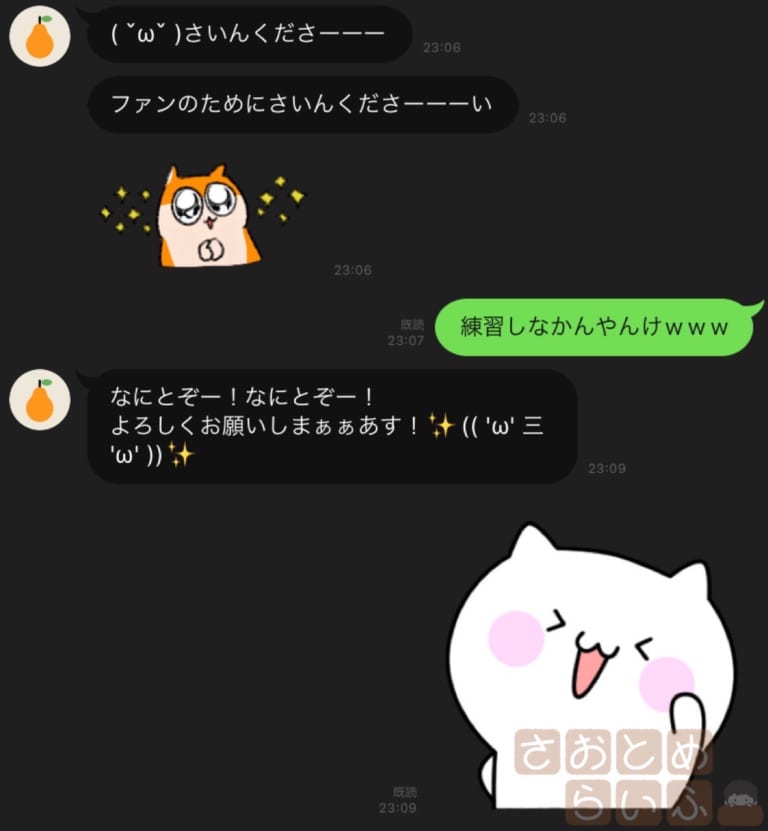 ( ˘ω˘ )さいんくださーーー
23:06
ファンのためにさいんくださーーーい
23:06
23:06
練習しなかんやんけｗｗｗ
既読
23:07
なにとぞー！なにとぞー！
よろしくお願いしまぁぁあす！✨ (( 'ω' 三
'ω' ))✨
23:09
既読
23:09
さおとめ
らいふ